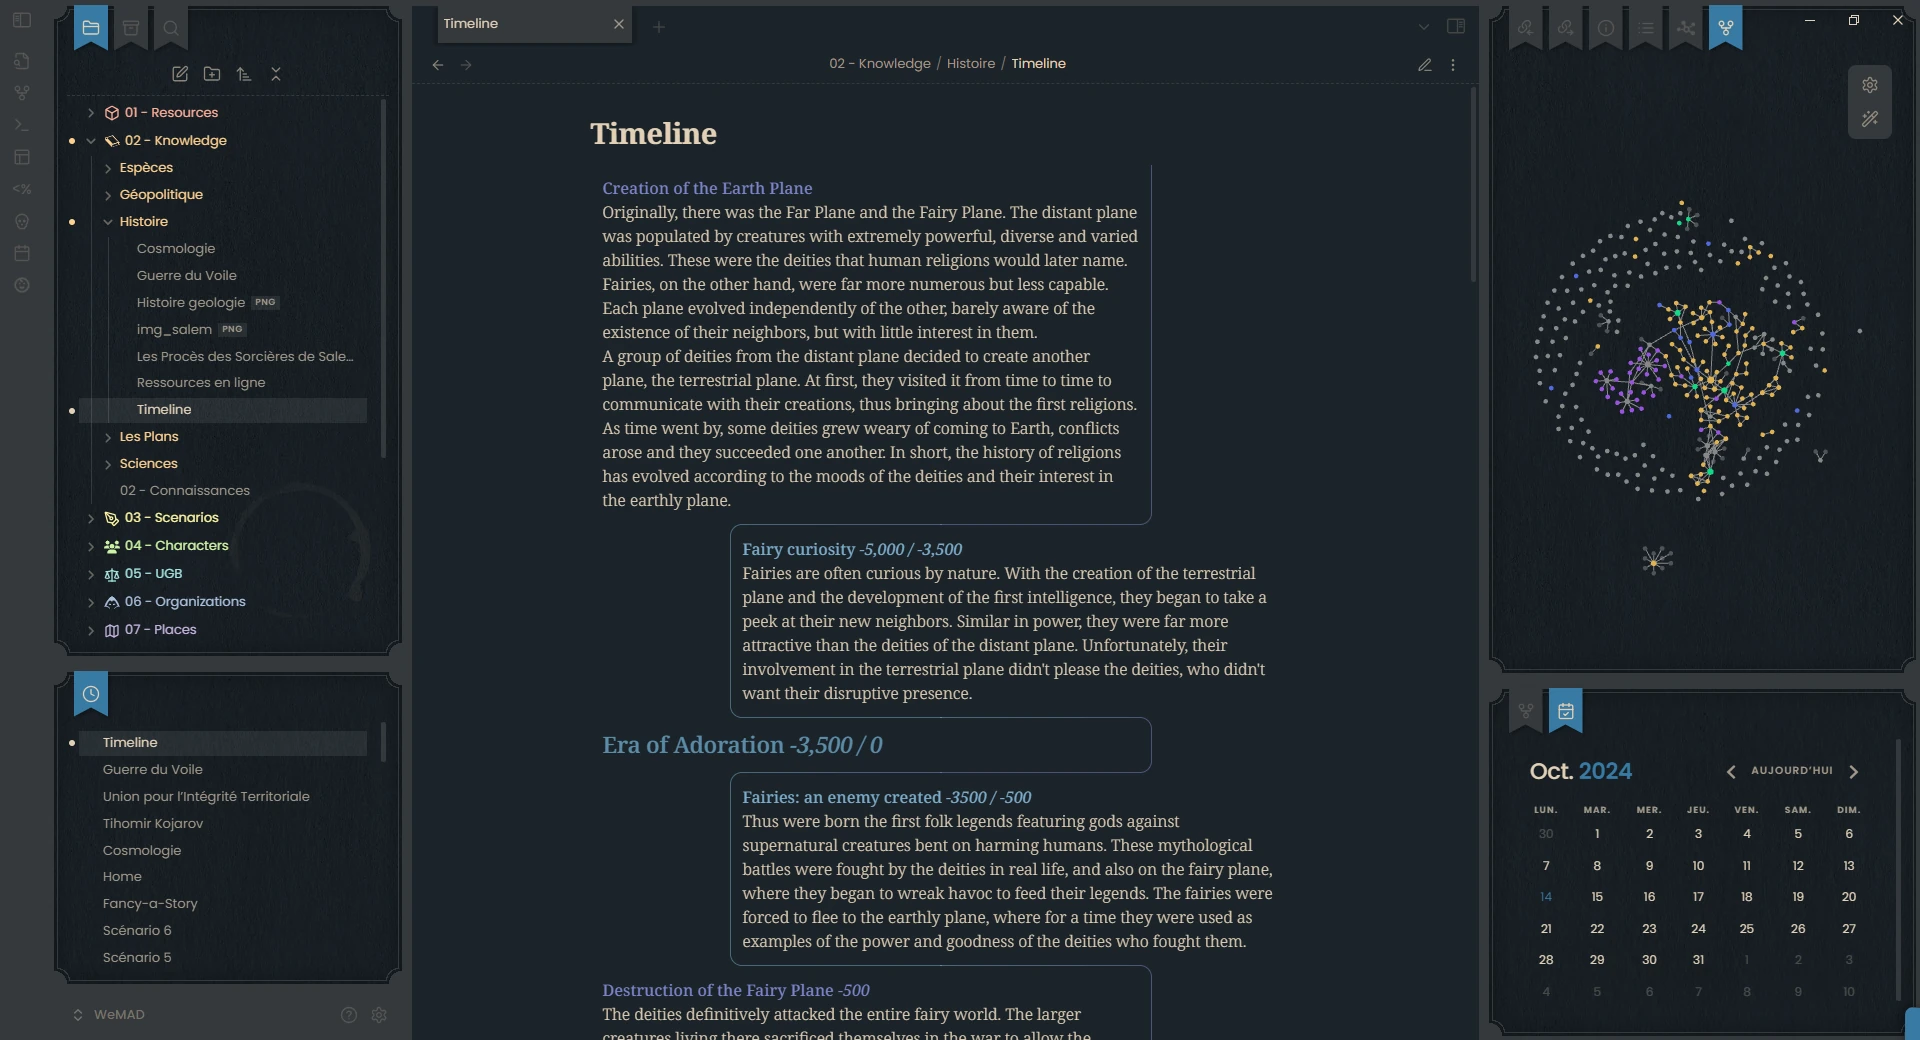 01 - Resources
02 - Knowledge
Espèces
Géopolitique
Histoire
Cosmologie
Guerre du Voile
Histoire geologie PNG
img_salem PNG
Les Procès des Sorcières de Sale...
Ressources en ligne
Timeline
Les Plans
Sciences
02 - Connaissances
03 - Scenarios
04 - Characters
05 - UGB
06 - Organizations
07 - Places
<%
Timeline
Guerre du Voile
Union pour l'Intégrité Territoriale
Tihomir Kojarov
Cosmologie
Home
Fancy-a-Story
Scénario 6
Scénario 5
WeMAD
Timeline
02 - Knowledge / Histoire / Timeline
Timeline
Creation of the Earth Plane
Originally, there was the Far Plane and the Fairy Plane. The distant plane
was populated by creatures with extremely powerful, diverse and varied
abilities. These were the deities that human religions would later name.
Fairies, on the other hand, were far more numerous but less capable.
Each plane evolved independently of the other, barely aware of the
existence of their neighbors, but with little interest in them.
A group of deities from the distant plane decided to create another
plane, the terrestrial plane. At first, they visited it from time to time to
communicate with their creations, thus bringing about the first religions.
As time went by, some deities grew weary of coming to Earth, conflicts
arose and they succeeded one another. In short, the history of religions
has evolved according to the moods of the deities and their interest in
the earthly plane.
Fairy curiosity -5,000 / -3,500
Fairies are often curious by nature. With the creation of the terrestrial
plane and the development of the first intelligence, they began to take a
peek at their new neighbors. Similar in power, they were far more
attractive than the deities of the distant plane. Unfortunately, their
involvement in the terrestrial plane didn't please the deities, who didn't
want their disruptive presence.
Era of Adoration -3,500 / 0
Fairies: an enemy created -3500 / -500
Thus were born the first folk legends featuring gods against
supernatural creatures bent on harming humans. These mythological
battles were fought by the deities in real life, and also on the fairy plane,
where they began to wreak havoc to feed their legends. The fairies were
forced to flee to the earthly plane, where for a time they were used as
examples of the power and goodness of the deities who fought them.
Destruction of the Fairy Plane -500
The deities definitively attacked the entire fairy world. The larger
creatures living there sacrificed themselves in the war to allow the
Oct. 2024
AUJOURD'HUI
LUN. MAR. MER. JEU. VEN. SAM. DIM.
30 1 2 3 4 5 6
7 8 9 10 11 12 13
14 15 16 17 18 19 20
21 22 23 24 25 26 27
28 29 30 31 1 2 3
4 5 6 7 8 9 10